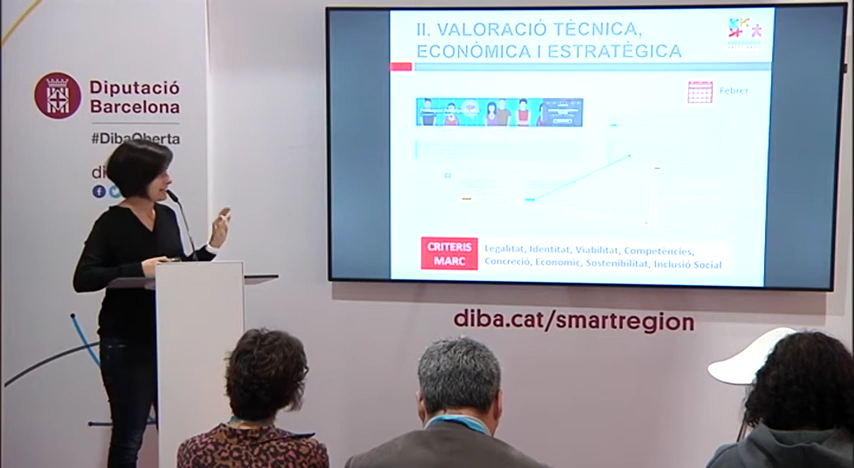 Diputació
Barcelona
#DibaOberta
II. VALORACIÓ TÈCNICA,
ECONÒMICA I ESTRATÈGICA
Febrer
CRITERIS
MARC
Legalitat, Identitat, Viabilitat, Competències,
Concreció, Econòmic, Sostenibilitat, Inclusió Social
diba.cat/smartregion